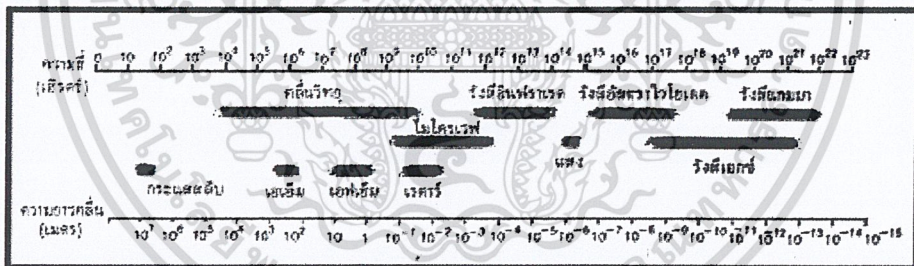 ความถี่ 0 10 10² 10³ 10⁴ 10⁵ 10⁶ 10⁷ 10⁸ 10⁹ 10¹⁰ 10¹¹ 10¹² 10¹³ 10¹⁴ 10¹⁵ 10¹⁶ 10¹⁷ 10¹⁸ 10¹⁹ 10²⁰ 10²¹ 10²² 10²³
(เฮิรตซ์)
คลื่นวิทยุ รังสีอินฟราเรด รังสีอัลตราไวโอเลต รังสีแกมมา
ไมโครเวฟ
แสง รังสีเอกซ์
กระแสสลับ เอเอ็ม เอฟเอ็ม เรดาร์
ความยาวคลื่น
(เมตร) 10⁷ 10⁶ 10⁵ 10⁴ 10³ 10² 10 1 10⁻¹ 10⁻² 10⁻³ 10⁻⁴ 10⁻⁵ 10⁻⁶ 10⁻⁷ 10⁻⁸ 10⁻⁹ 10⁻¹⁰ 10⁻¹¹ 10⁻¹² 10⁻¹³ 10⁻¹⁴ 10⁻¹⁵